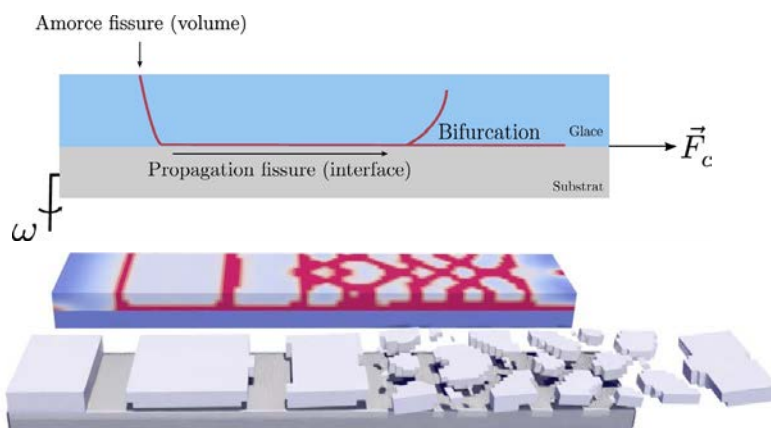 Amorce fissure (volume)
Bifurcation
Glace
F⃗c
Propagation fissure (interface)
Substrat
ω